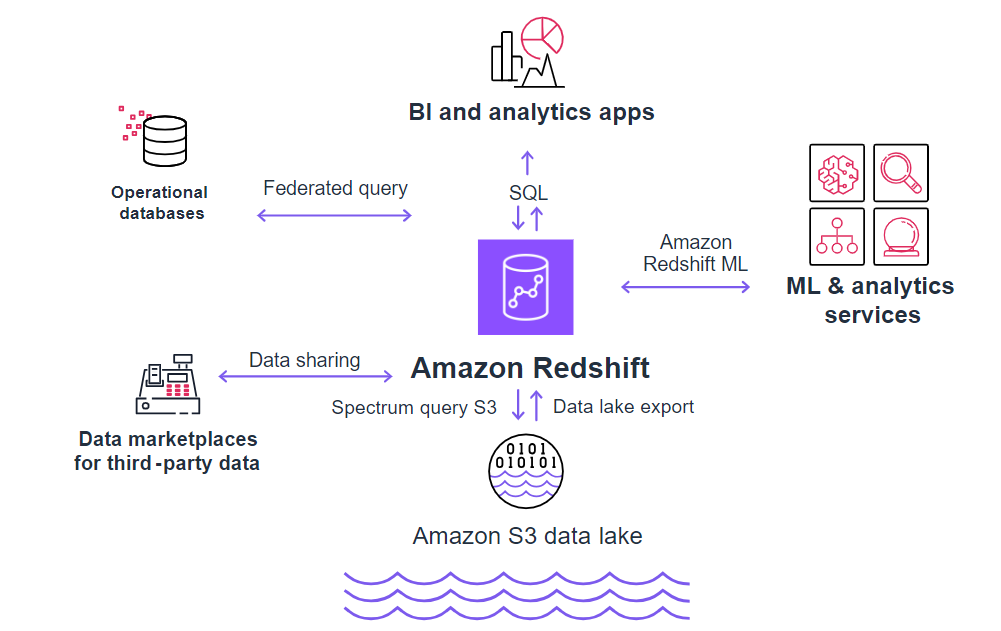 BI and analytics apps
Operational
databases
Federated query
SQL
Amazon
Redshift ML
ML & analytics
services
Data sharing
Amazon Redshift
Spectrum query S3
Data lake export
Data marketplaces
for third-party data
0101
010101
Amazon S3 data lake